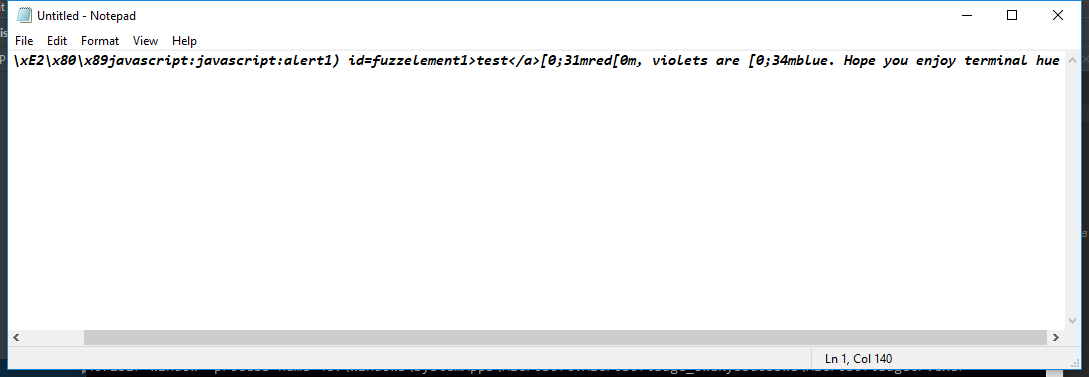 Untitled - Notepad
File Edit Format View Help
\xE2\x80\x89javascript:javascript:alert1) id=fuzzelement1>test</a>[0;31mred[0m, violets are [0;34mblue. Hope you enjoy terminal hue
Ln 1, Col 140